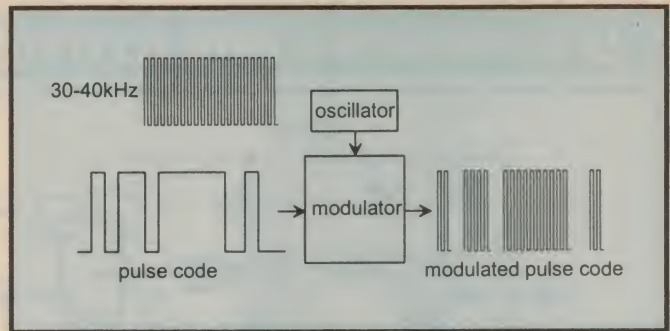 30-40kHz
oscillator
modulator
pulse code
modulated pulse code